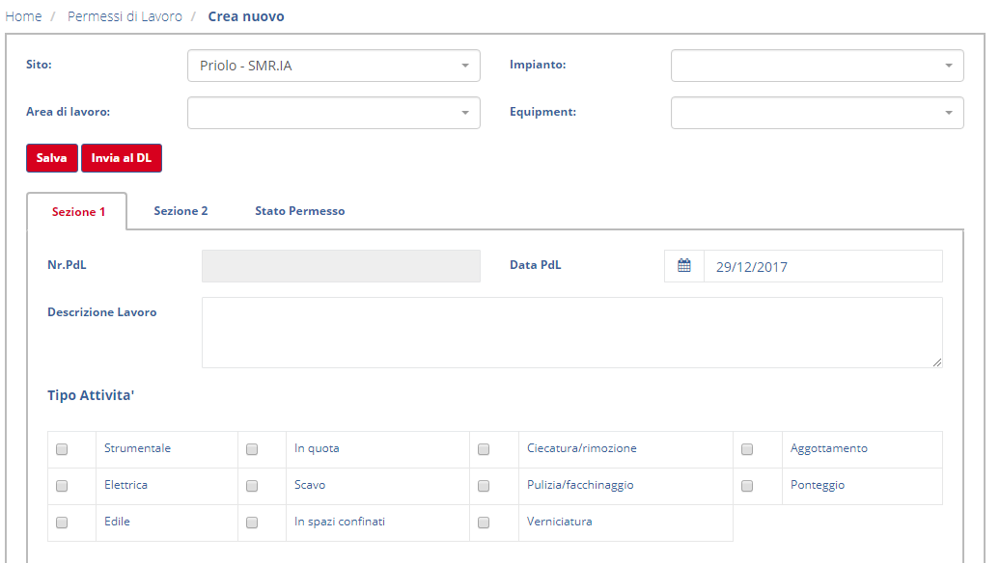 Home / Permessi di Lavoro / Crea nuovo
Sito: Priolo - SMR.IA Impianto:
Area di lavoro: Equipment:
Salva Invia al DL
Sezione 1 Sezione 2 Stato Permesso
Nr.PdL Data PdL 29/12/2017
Descrizione Lavoro
Tipo Attivita'
Strumentale In quota Ciecatura/rimozione Aggottamento
Elettrica Scavo Pulizia/facchinaggio Ponteggio
Edile In spazi confinati Verniciatura